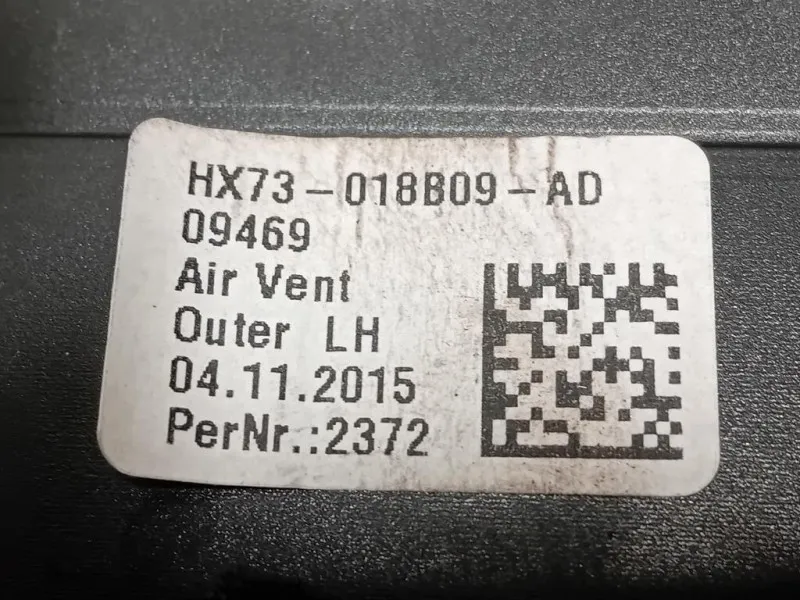 HX73-018B09-AD
09469
Air Vent
Outer LH
04.11.2015
PerNr.:2372